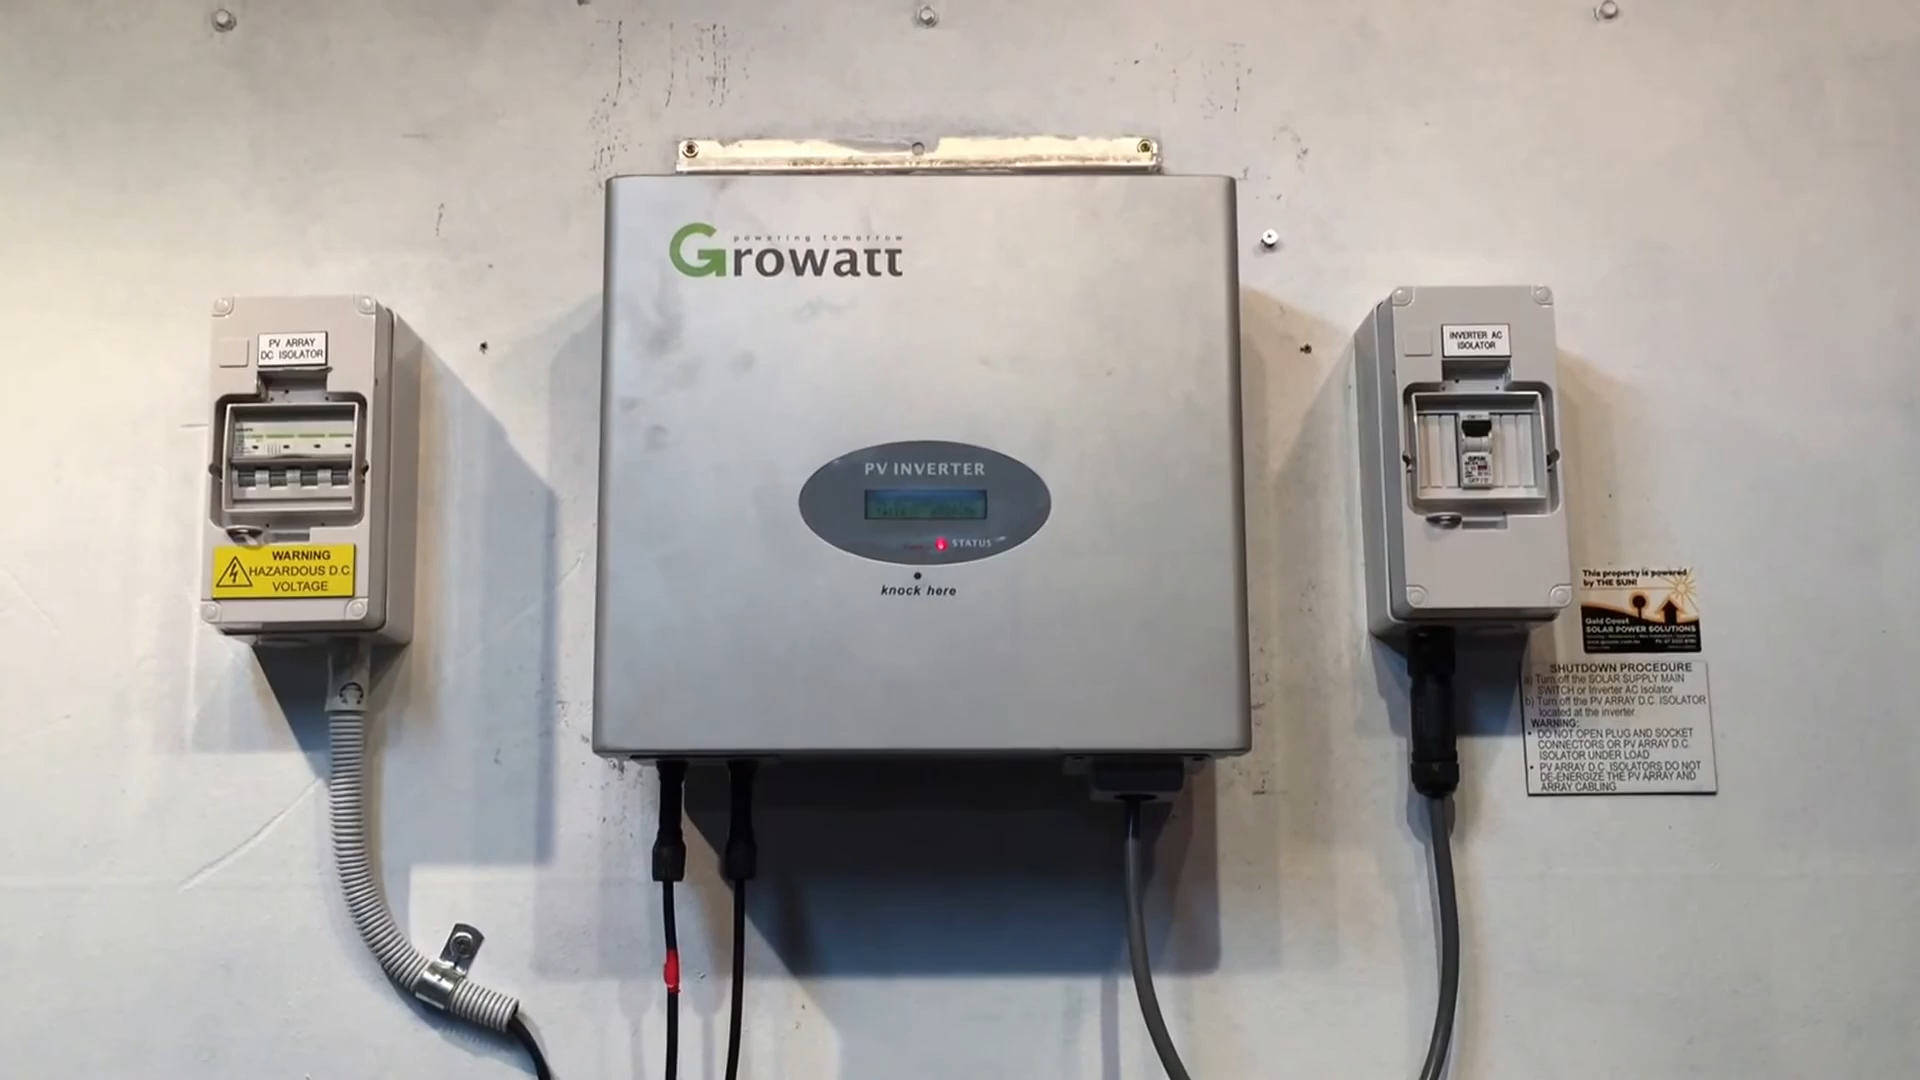 powering tomorrow
Growatt
PV ARRAY
DC ISOLATOR
INVERTER AC
ISOLATOR
PV INVERTER
STATUS
knock here
WARNING
HAZARDOUS D.C.
VOLTAGE
This property is powered
by THE SUN!
Gold Coast
SOLAR POWER SOLUTIONS
SHUTDOWN PROCEDURE
a) Turn off the SOLAR SUPPLY MAIN
SWITCH or Inverter AC Isolator
b) Turn off the PV ARRAY D.C. ISOLATOR
located at the inverter
WARNING:
• DO NOT OPEN PLUG AND SOCKET
CONNECTORS OR PV ARRAY D.C.
ISOLATOR UNDER LOAD
• PV ARRAY D.C. ISOLATORS DO NOT
DE-ENERGIZE THE PV ARRAY AND
ARRAY CABLING